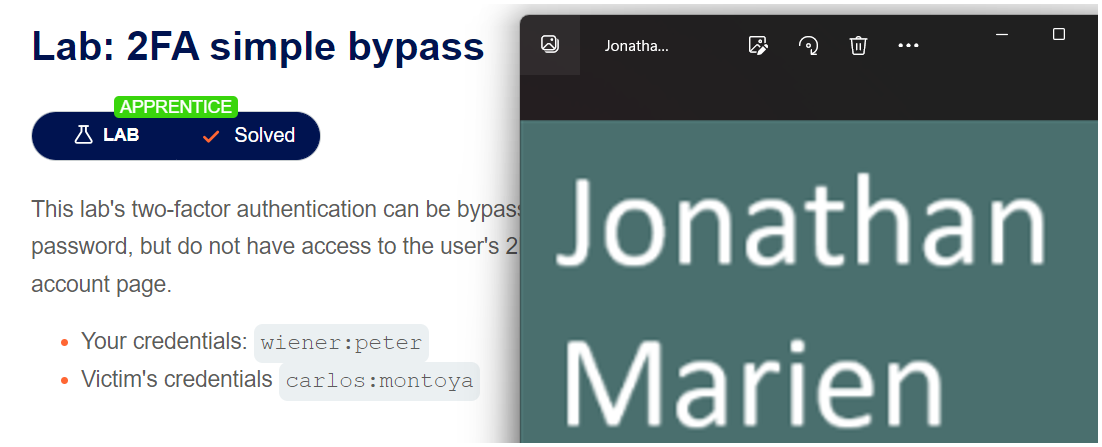 Lab: 2FA simple bypass
APPRENTICE
LAB
Solved
This lab's two-factor authentication can be bypass
password, but do not have access to the user's 2
account page.
Your credentials: wiener:peter
Victim's credentials carlos:montoya
Jonatha...
Jonathan
Marien